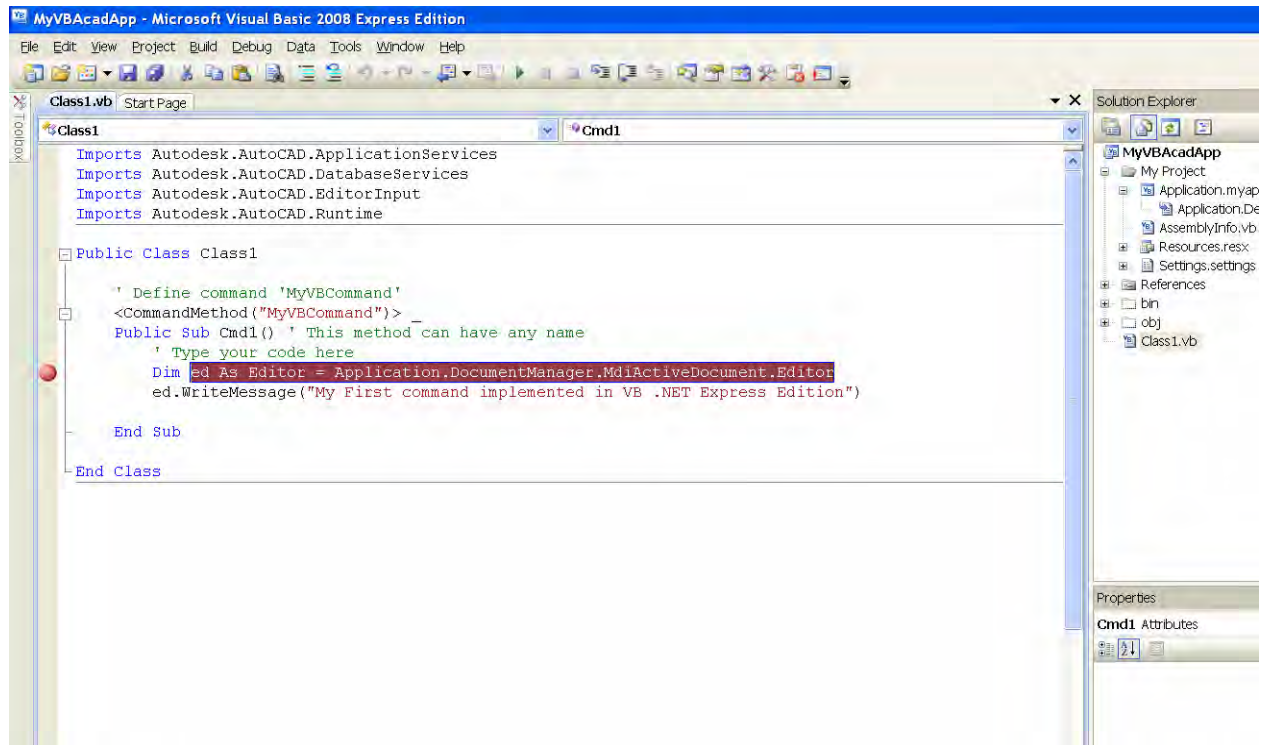 MyVBAcadApp - Microsoft Visual Basic 2008 Express Edition
File Edit View Project Build Debug Data Tools Window Help
Toolbox
Class1.vb Start Page
Class1 Cmd1
Imports Autodesk.AutoCAD.ApplicationServices
Imports Autodesk.AutoCAD.DatabaseServices
Imports Autodesk.AutoCAD.EditorInput
Imports Autodesk.AutoCAD.Runtime
Public Class Class1
' Define command 'MyVBCommand'
<CommandMethod("MyVBCommand")> _
Public Sub Cmd1() ' This method can have any name
' Type your code here
Dim ed As Editor = Application.DocumentManager.MdiActiveDocument.Editor
ed.WriteMessage("My First command implemented in VB .NET Express Edition")
End Sub
End Class
Solution Explorer
MyVBAcadApp
My Project
Application.myap
Application.De
AssemblyInfo.vb
Resources.resx
Settings.settings
References
bin
obj
Class1.vb
Properties
Cmd1 Attributes